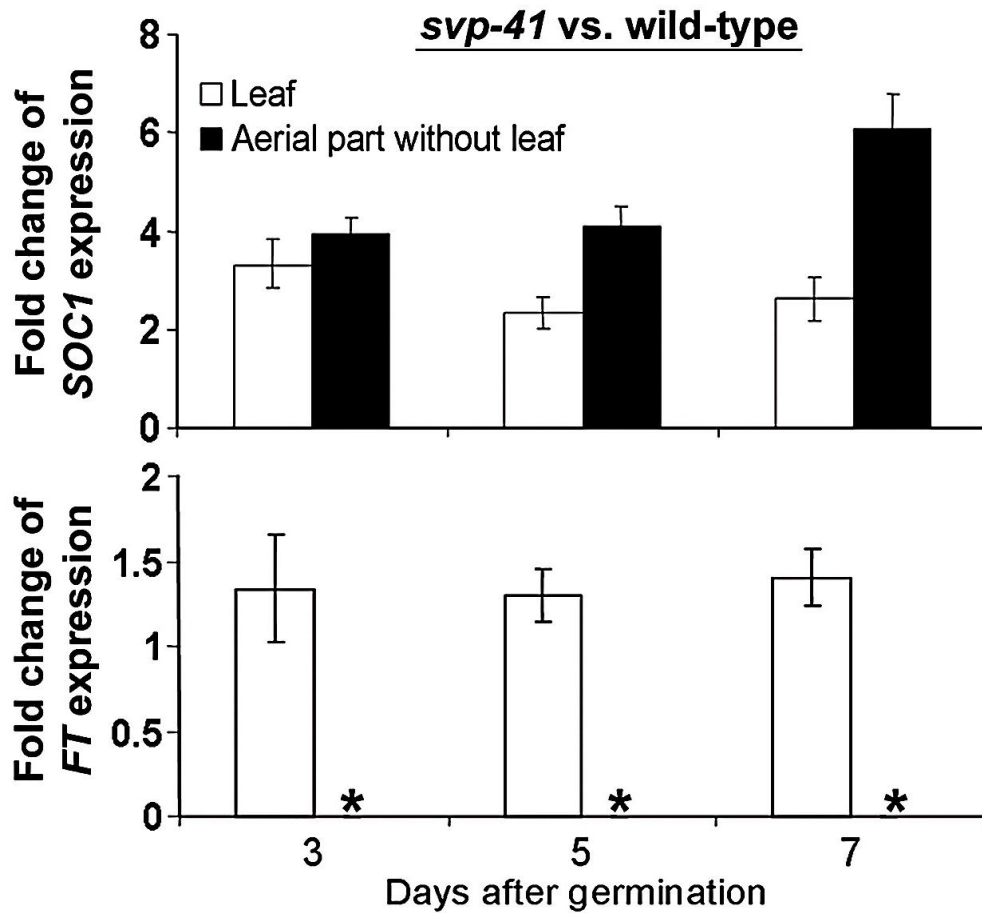 svp-41 vs. wild-type
Fold change of
SOC1 expression
8
6
4
2
0
Leaf
Aerial part without leaf
Fold change of
FT expression
2
1.5
1
0.5
0
* * *
3 5 7
Days after germination